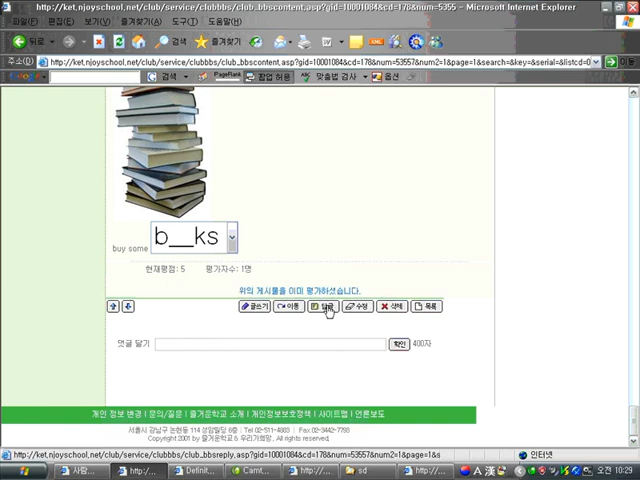 http://ket.njoyschool.net/club/service/clubbbs/club_bbscontent.asp?gid=10001084&cd=178&num=5355 - Microsoft Internet Explorer
파일(F) 편집(E) 보기(V) 즐겨찾기(A) 도구(T) 도움말(H)
뒤로 검색 즐겨찾기
주소(D) http://ket.njoyschool.net/club/service/clubbbs/club_bbscontent.asp?gid=10001084&cd=178&num=53557&num2=1&page=1&search=&key=&serial=&listcd=0 이동
검색 PageRank 팝업 허용 맞춤법 검사 옵션
buy some b__ks
현재평점: 5 평가자수: 1명
위의 게시물을 이미 평가하셨습니다.
글쓰기 이동 답글 수정 삭제 목록
댓글 달기 확인 400자
개인 정보 변경 | 문의/질문 | 즐거운학교 소개 | 개인정보보호정책 | 사이트맵 | 언론보도
서울시 강남구 논현동 114 성암빌딩 6층 | Tel 02-511-4883 | Fax 02-3442-7798
Copyright 2001 by 즐거운학교 & 우리가희망. All rights reserved.
http://ket.njoyschool.net/club/service/clubbbs/club_bbsreply.asp?gid=10001084&cd=178&num=53557&num2=1&page=1&s 인터넷
시작 사람... http:/... Definit... Camt... http:/... sd http:/... A 漢 오전 10:29